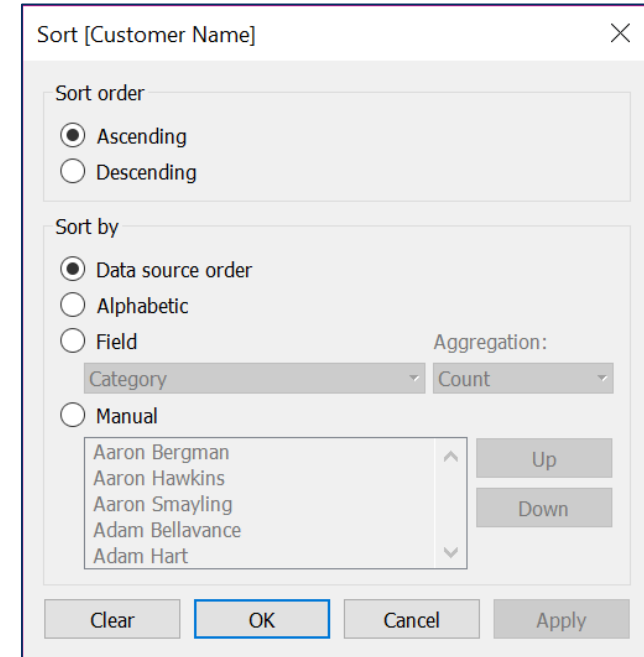 Sort [Customer Name]
Sort order
Ascending
Descending
Sort by
Data source order
Alphabetic
Field
Aggregation:
Category
Count
Manual
Aaron Bergman
Aaron Hawkins
Aaron Smayling
Adam Bellavance
Adam Hart
Up
Down
Clear
OK
Cancel
Apply